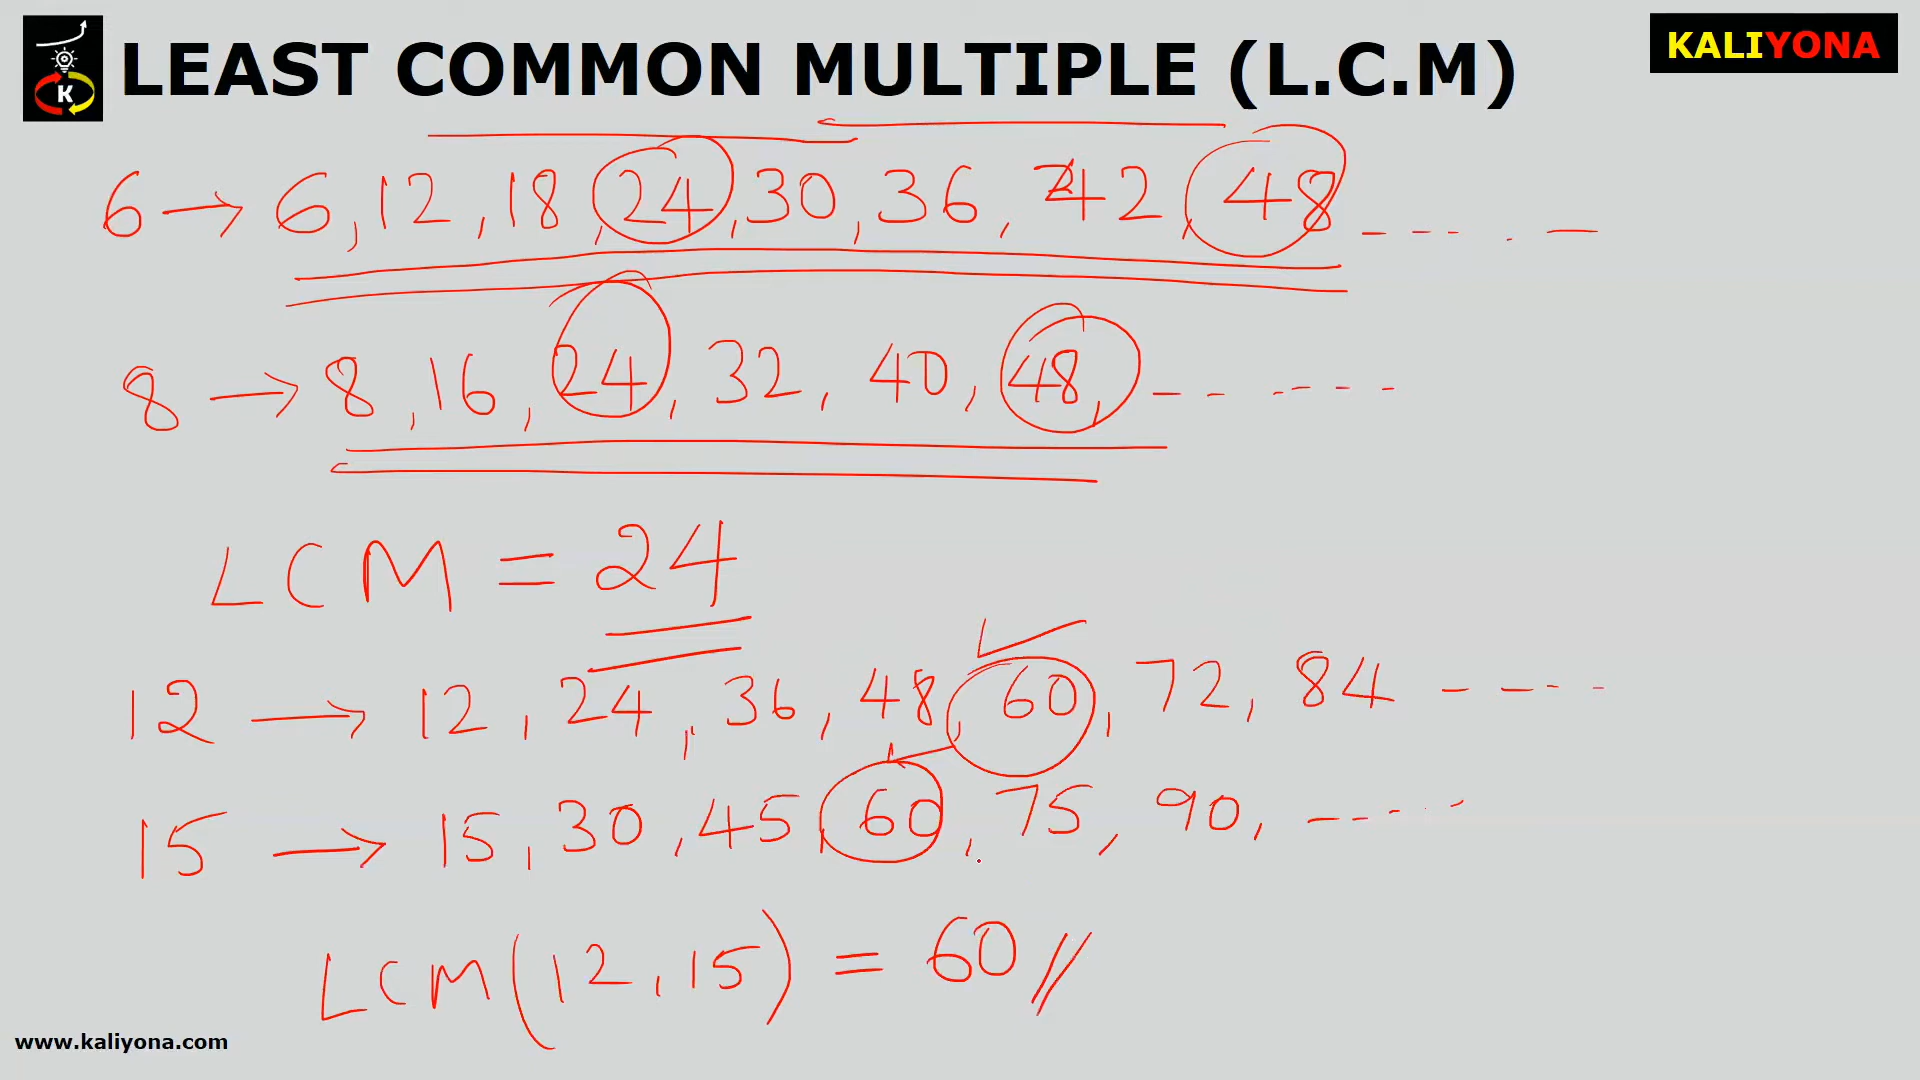 K
LEAST COMMON MULTIPLE (L.C.M)
KALIYONA
6 → 6, 12, 18, 24, 30, 36, 42, 48 - - - . -
8 → 8, 16, 24, 32, 40, 48, - - - - - -
LCM = 24
12 → 12, 24, 36, 48, 60, 72, 84 - - - -
15 → 15, 30, 45, 60, 75, 90, - - - - -
LCM (12, 15) = 60 //
www.kaliyona.com